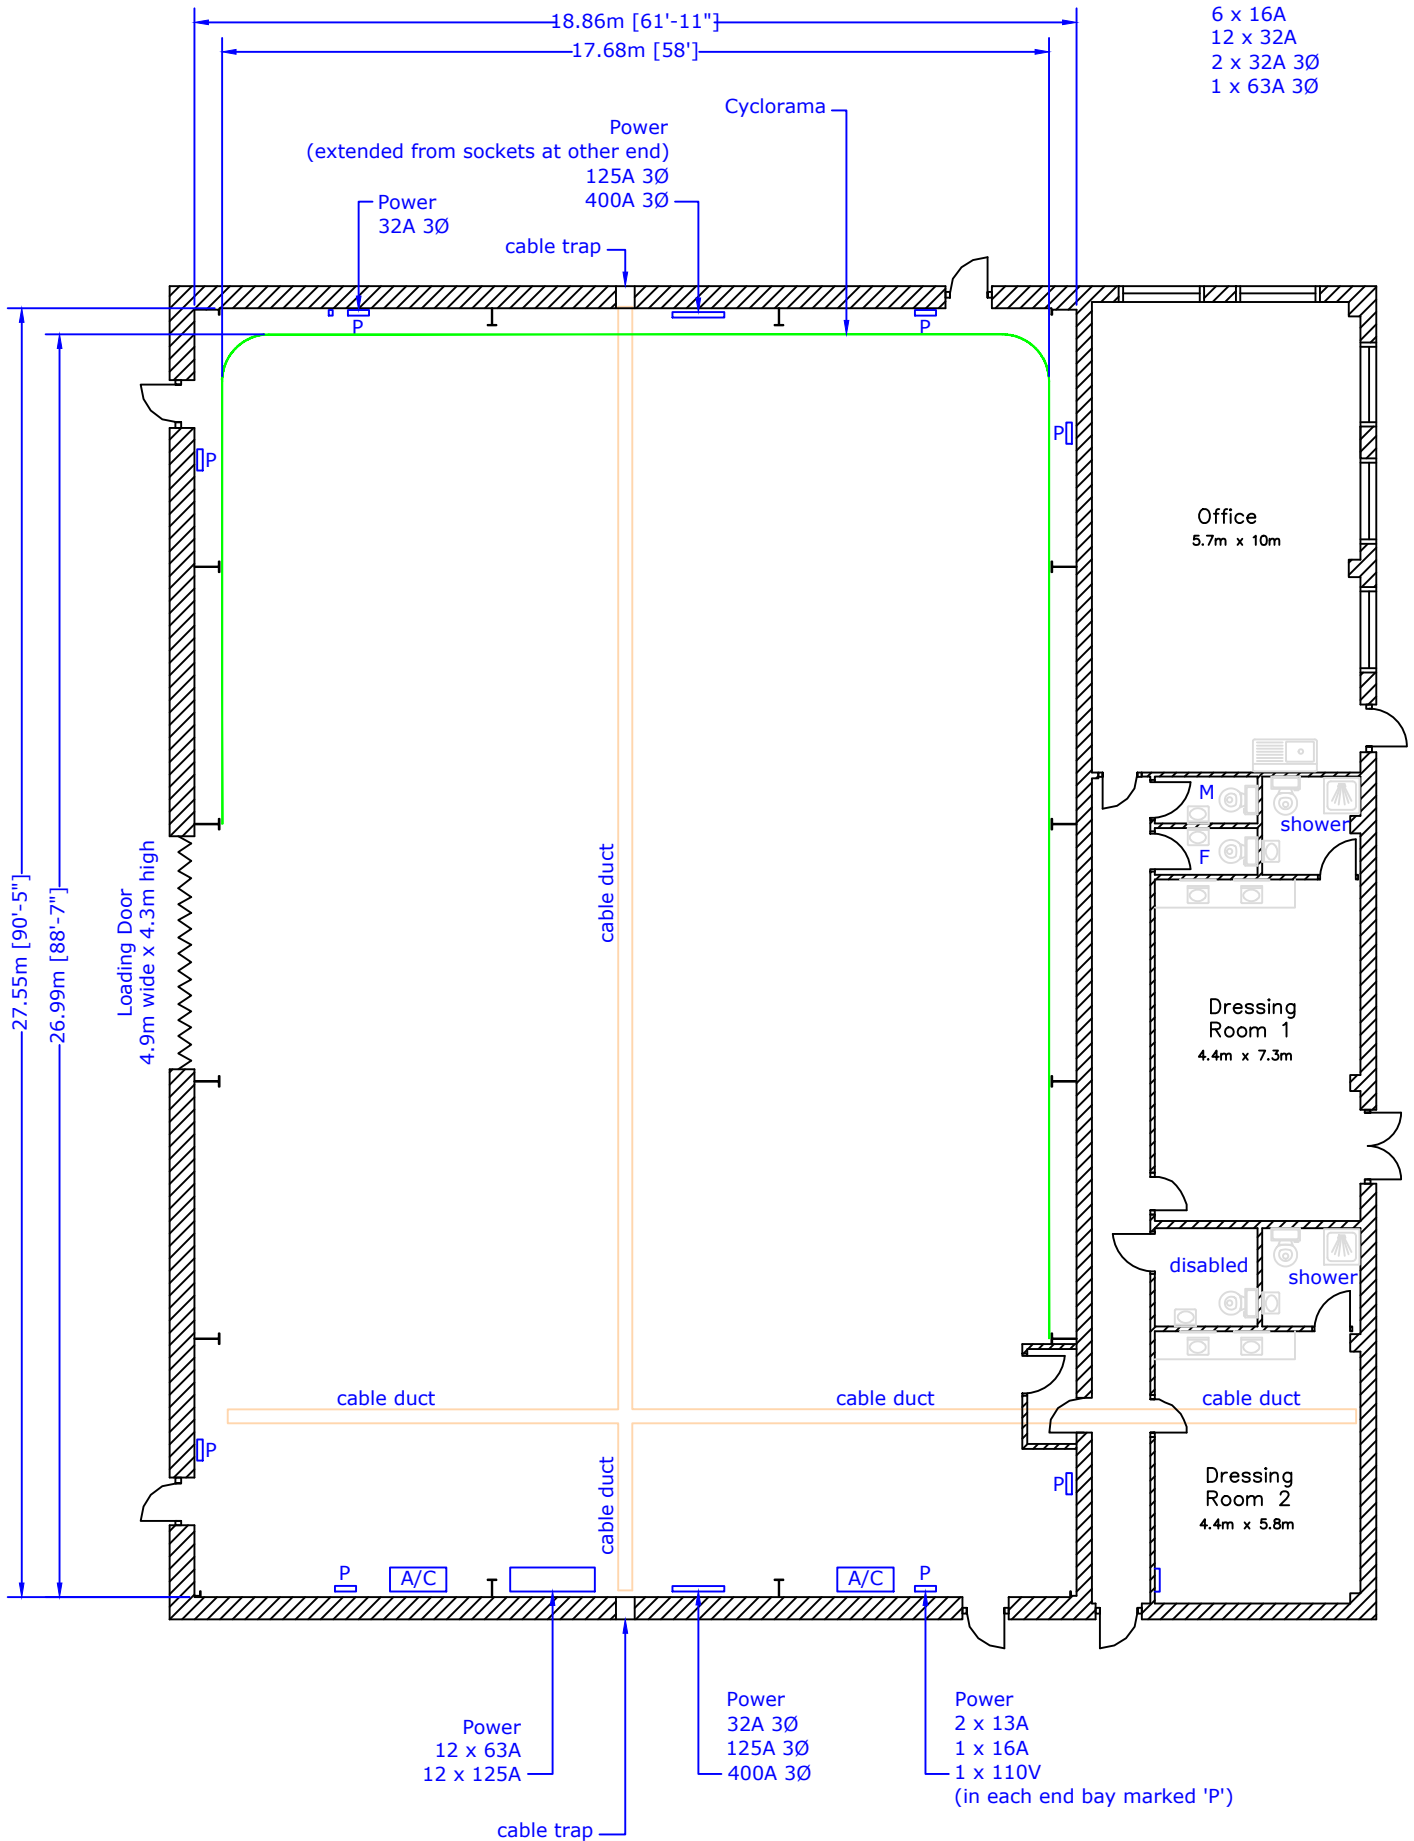 18.86m [61'-11"]
17.68m [58']
6 x 16A
12 x 32A
2 x 32A 3Ø
1 x 63A 3Ø
Cyclorama
Power
(extended from sockets at other end)
125A 3Ø
400A 3Ø
Power
32A 3Ø
cable trap
P
P
P
P
Office
5.7m x 10m
M
shower
F
27.55m [90'-5"]
26.99m [88'-7"]
Loading Door
4.9m wide x 4.3m high
cable duct
Dressing
Room 1
4.4m x 7.3m
disabled
shower
cable duct
cable duct
cable duct
P
P
cable duct
Dressing
Room 2
4.4m x 5.8m
P
A/C
A/C
P
Power
12 x 63A
12 x 125A
Power
32A 3Ø
125A 3Ø
400A 3Ø
Power
2 x 13A
1 x 16A
1 x 110V
(in each end bay marked 'P')
cable trap